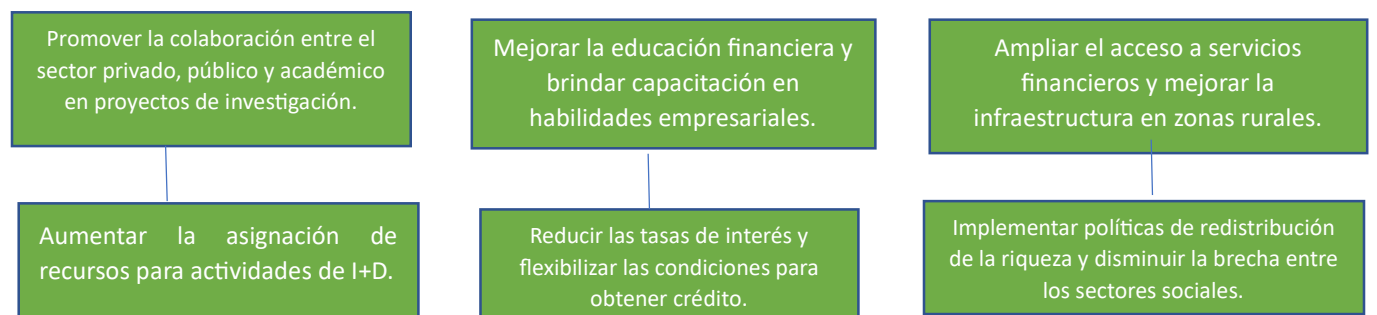 Promover la colaboración entre el
sector privado, público y académico
en proyectos de investigación.
Mejorar la educación financiera y
brindar capacitación en
habilidades empresariales.
Ampliar el acceso a servicios
financieros y mejorar la
infraestructura en zonas rurales.
Aumentar la asignación de
recursos para actividades de I+D.
Reducir las tasas de interés y
flexibilizar las condiciones para
obtener crédito.
Implementar políticas de redistribución
de la riqueza y disminuir la brecha entre
los sectores sociales.